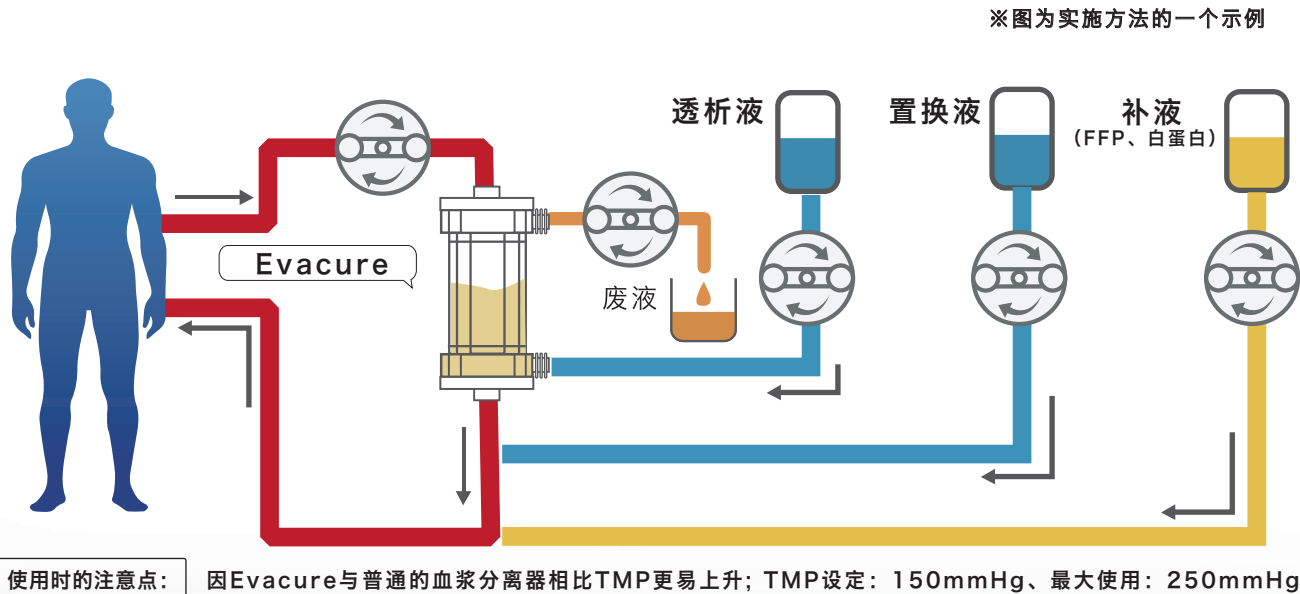 ※图为实施方法的一个示例
透析液
置换液
补液
（FFP、白蛋白）
Evacure
废液
使用时的注意点：
因Evacure与普通的血浆分离器相比TMP更易上升；TMP设定：150mmHg、最大使用：250mmHg